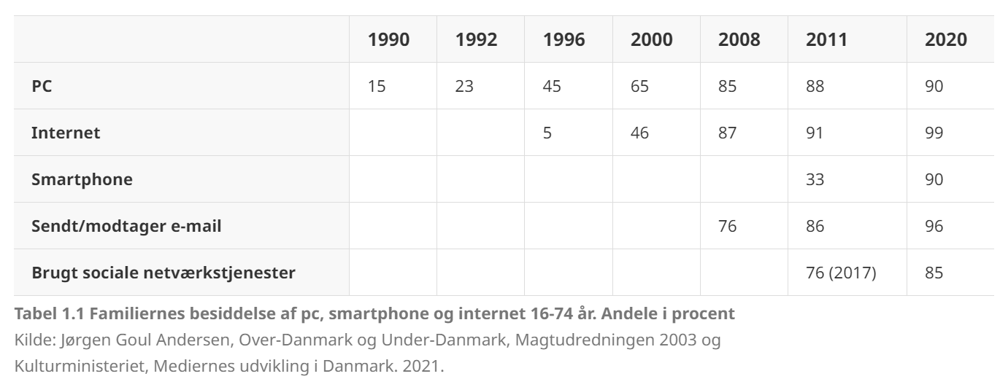 1990 1992 1996 2000 2008 2011 2020
PC 15 23 45 65 85 88 90
Internet 5 46 87 91 99
Smartphone 33 90
Sendt/modtager e-mail 76 86 96
Brugt sociale netværkstjenester 76 (2017) 85
Tabel 1.1 Familiernes besiddelse af pc, smartphone og internet 16-74 år. Andele i procent
Kilde: Jørgen Goul Andersen, Over-Danmark og Under-Danmark, Magtudredningen 2003 og
Kulturministeriet, Mediernes udvikling i Danmark. 2021.